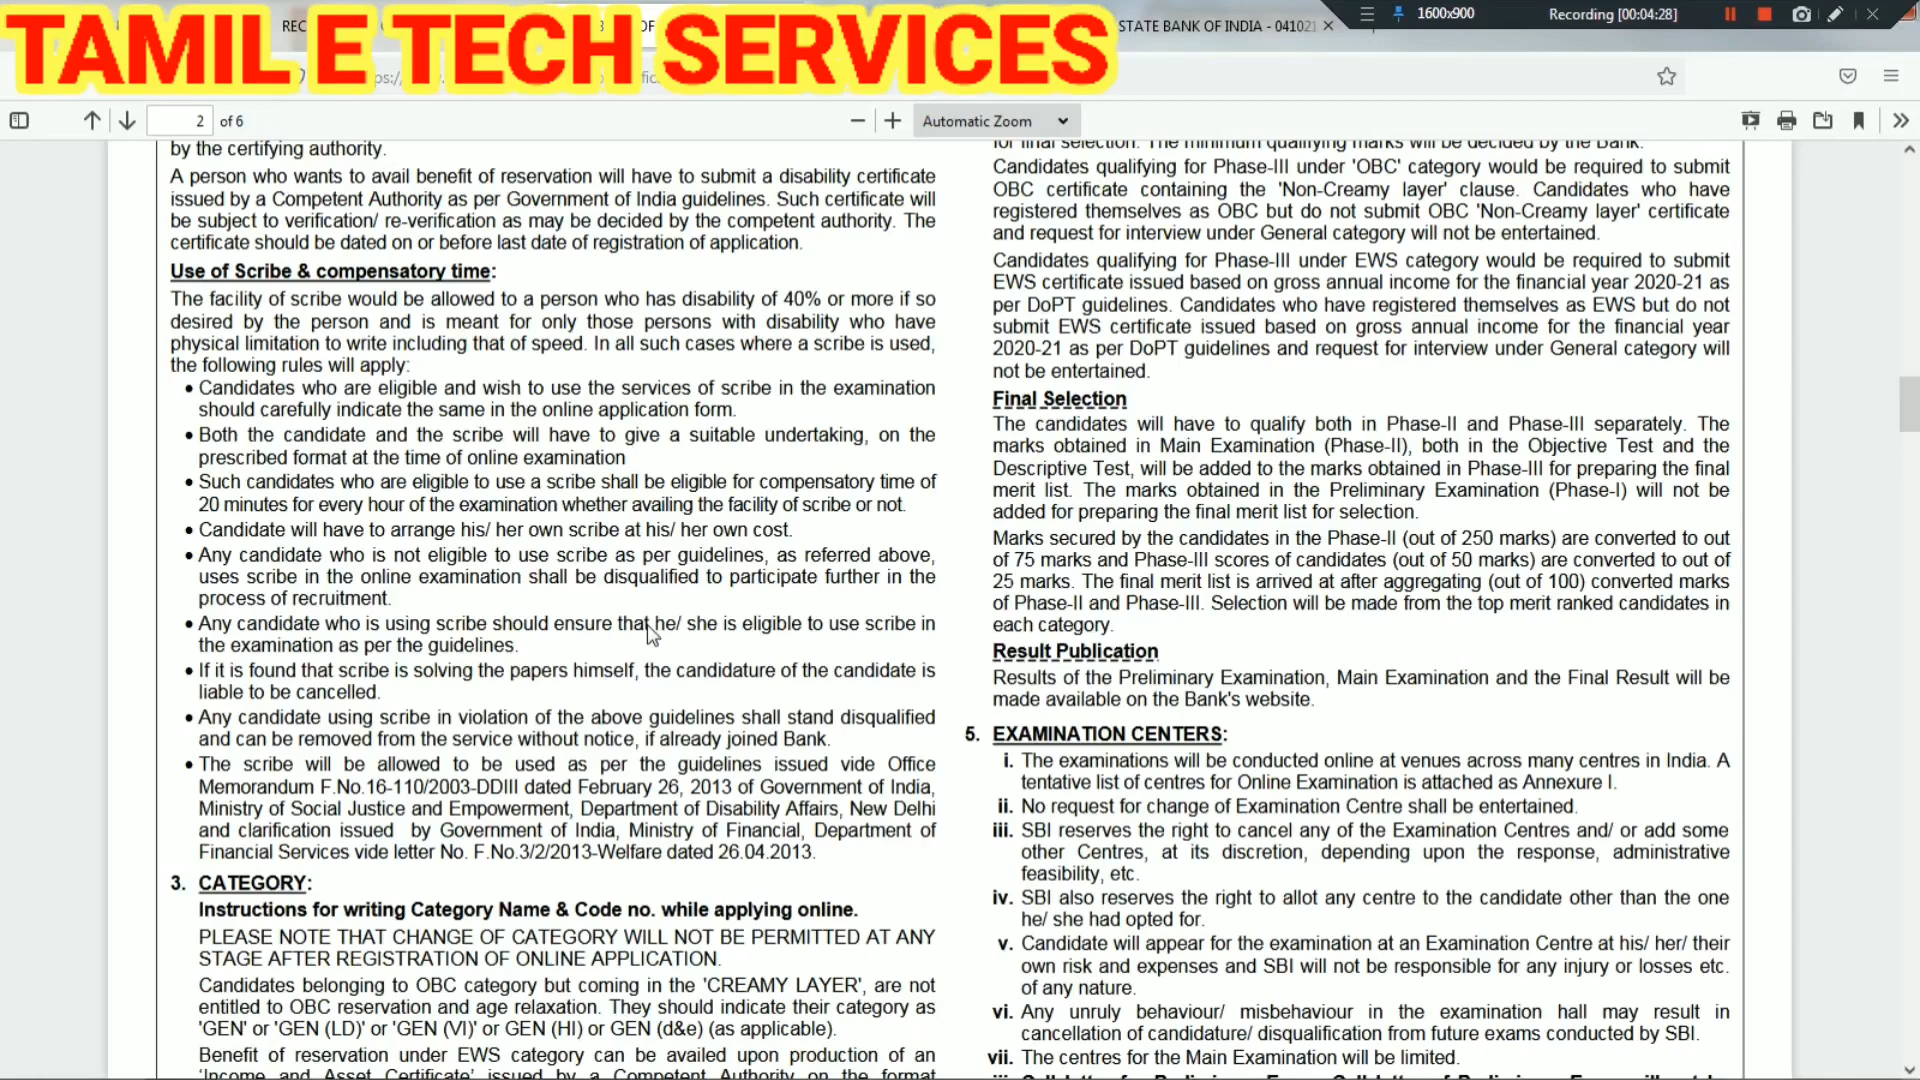 TAMIL E TECH SERVICES
STATE BANK OF INDIA - 041021
1600x900
Recording [00:04:28]
2 of 6
Automatic Zoom
by the certifying authority.
A person who wants to avail benefit of reservation will have to submit a disability certificate
issued by a Competent Authority as per Government of India guidelines. Such certificate will
be subject to verification/ re-verification as may be decided by the competent authority. The
certificate should be dated on or before last date of registration of application.
Use of Scribe & compensatory time:
The facility of scribe would be allowed to a person who has disability of 40% or more if so
desired by the person and is meant for only those persons with disability who have
physical limitation to write including that of speed. In all such cases where a scribe is used,
the following rules will apply:
• Candidates who are eligible and wish to use the services of scribe in the examination
should carefully indicate the same in the online application form.
• Both the candidate and the scribe will have to give a suitable undertaking, on the
prescribed format at the time of online examination
• Such candidates who are eligible to use a scribe shall be eligible for compensatory time of
20 minutes for every hour of the examination whether availing the facility of scribe or not.
• Candidate will have to arrange his/ her own scribe at his/ her own cost.
• Any candidate who is not eligible to use scribe as per guidelines, as referred above,
uses scribe in the online examination shall be disqualified to participate further in the
process of recruitment.
• Any candidate who is using scribe should ensure that he/ she is eligible to use scribe in
the examination as per the guidelines.
• If it is found that scribe is solving the papers himself, the candidature of the candidate is
liable to be cancelled.
• Any candidate using scribe in violation of the above guidelines shall stand disqualified
and can be removed from the service without notice, if already joined Bank.
• The scribe will be allowed to be used as per the guidelines issued vide Office
Memorandum F.No.16-110/2003-DDIII dated February 26, 2013 of Government of India,
Ministry of Social Justice and Empowerment, Department of Disability Affairs, New Delhi
and clarification issued by Government of India, Ministry of Financial, Department of
Financial Services vide letter No. F.No.3/2/2013-Welfare dated 26.04.2013.
3. CATEGORY:
Instructions for writing Category Name & Code no. while applying online.
PLEASE NOTE THAT CHANGE OF CATEGORY WILL NOT BE PERMITTED AT ANY
STAGE AFTER REGISTRATION OF ONLINE APPLICATION.
Candidates belonging to OBC category but coming in the 'CREAMY LAYER', are not
entitled to OBC reservation and age relaxation. They should indicate their category as
'GEN' or 'GEN (LD)' or 'GEN (VI)' or GEN (HI) or GEN (d&e) (as applicable).
Benefit of reservation under EWS category can be availed upon production of an
'Income and Asset Certificate' issued by a Competent Authority on the format
for final selection. The minimum qualifying marks will be decided by the Bank.
Candidates qualifying for Phase-III under 'OBC' category would be required to submit
OBC certificate containing the 'Non-Creamy layer' clause. Candidates who have
registered themselves as OBC but do not submit OBC 'Non-Creamy layer' certificate
and request for interview under General category will not be entertained.
Candidates qualifying for Phase-III under EWS category would be required to submit
EWS certificate issued based on gross annual income for the financial year 2020-21 as
per DoPT guidelines. Candidates who have registered themselves as EWS but do not
submit EWS certificate issued based on gross annual income for the financial year
2020-21 as per DoPT guidelines and request for interview under General category will
not be entertained.
Final Selection
The candidates will have to qualify both in Phase-II and Phase-III separately. The
marks obtained in Main Examination (Phase-II), both in the Objective Test and the
Descriptive Test, will be added to the marks obtained in Phase-III for preparing the final
merit list. The marks obtained in the Preliminary Examination (Phase-I) will not be
added for preparing the final merit list for selection.
Marks secured by the candidates in the Phase-II (out of 250 marks) are converted to out
of 75 marks and Phase-III scores of candidates (out of 50 marks) are converted to out of
25 marks. The final merit list is arrived at after aggregating (out of 100) converted marks
of Phase-II and Phase-III. Selection will be made from the top merit ranked candidates in
each category.
Result Publication
Results of the Preliminary Examination, Main Examination and the Final Result will be
made available on the Bank's website.
5. EXAMINATION CENTERS:
i. The examinations will be conducted online at venues across many centres in India. A
tentative list of centres for Online Examination is attached as Annexure I.
ii. No request for change of Examination Centre shall be entertained.
iii. SBI reserves the right to cancel any of the Examination Centres and/ or add some
other Centres, at its discretion, depending upon the response, administrative
feasibility, etc.
iv. SBI also reserves the right to allot any centre to the candidate other than the one
he/ she had opted for.
v. Candidate will appear for the examination at an Examination Centre at his/ her/ their
own risk and expenses and SBI will not be responsible for any injury or losses etc.
of any nature.
vi. Any unruly behaviour/ misbehaviour in the examination hall may result in
cancellation of candidature/ disqualification from future exams conducted by SBI.
vii. The centres for the Main Examination will be limited.